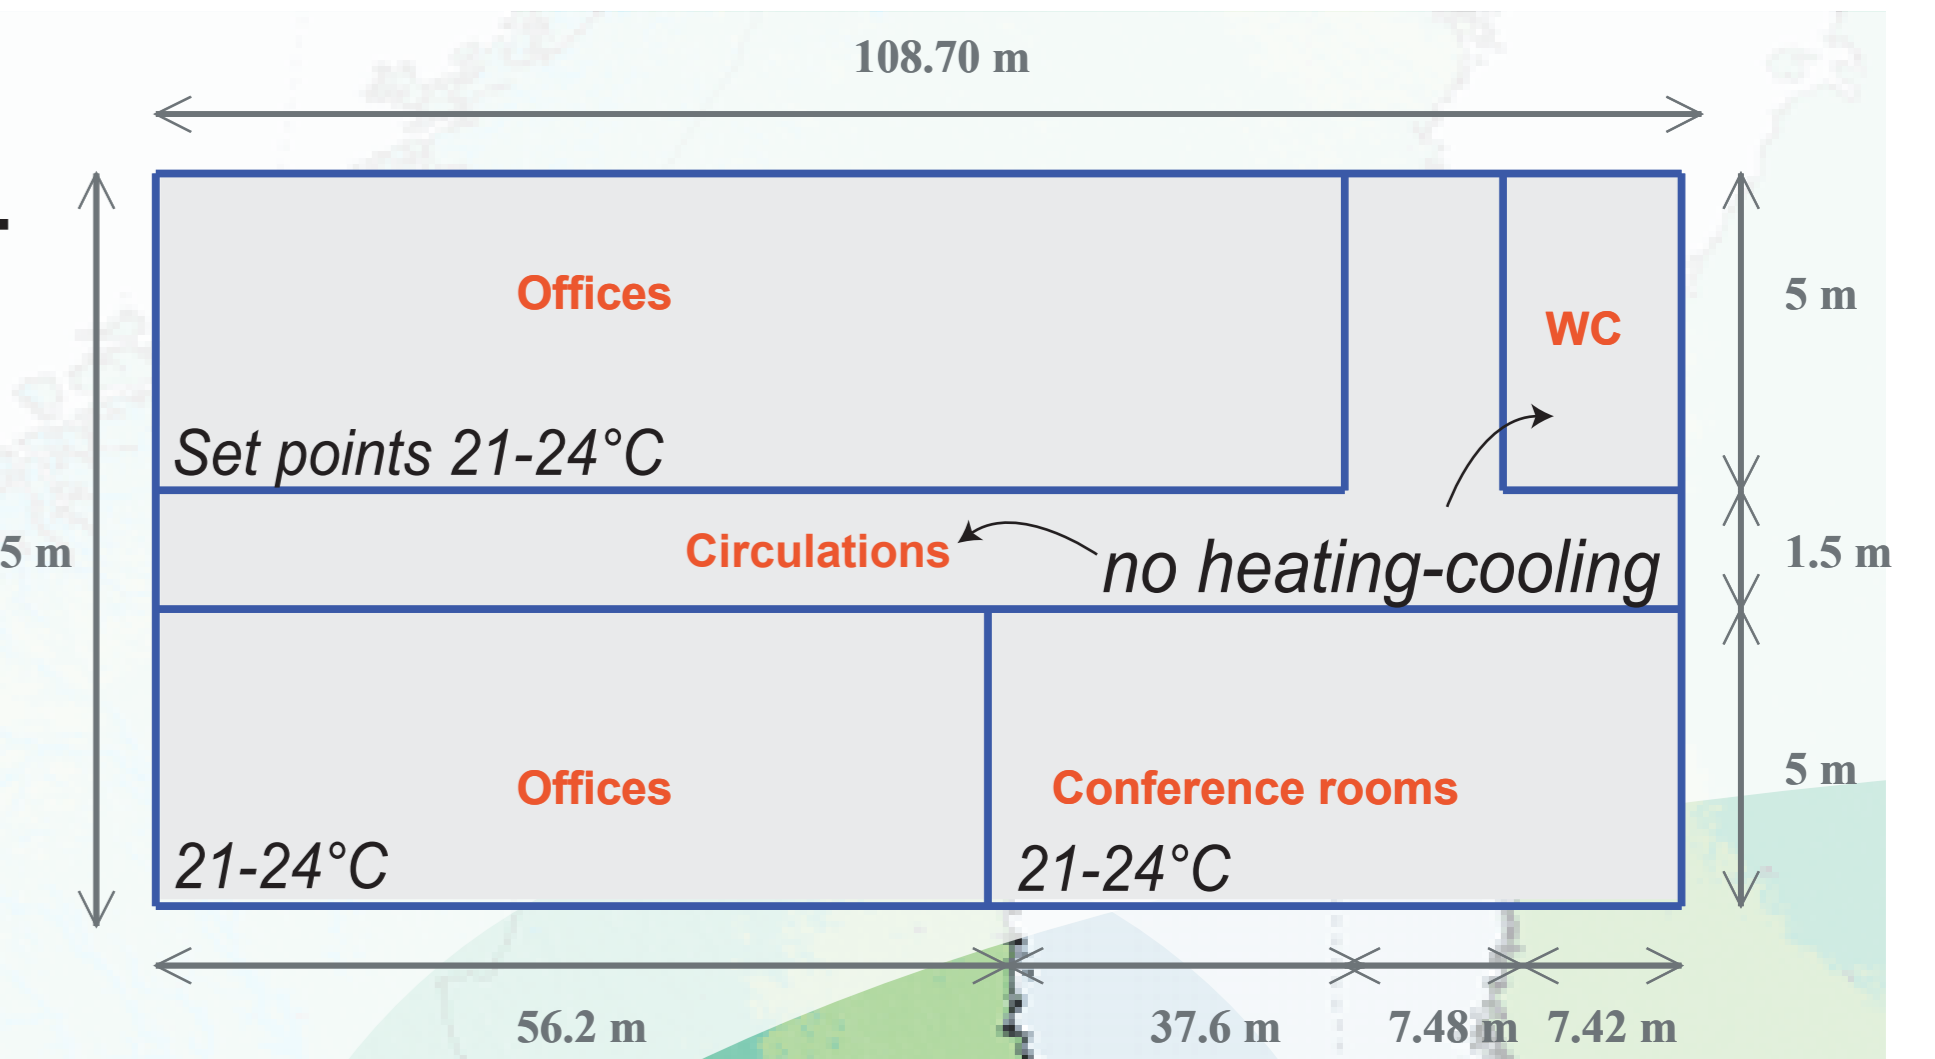 108.70 m
Offices
5 m
WC
Set points 21-24°C
5 m
Circulations
no heating-cooling
1.5 m
Offices
Conference rooms
5 m
21-24°C
21-24°C
56.2 m
37.6 m
7.48 m
7.42 m